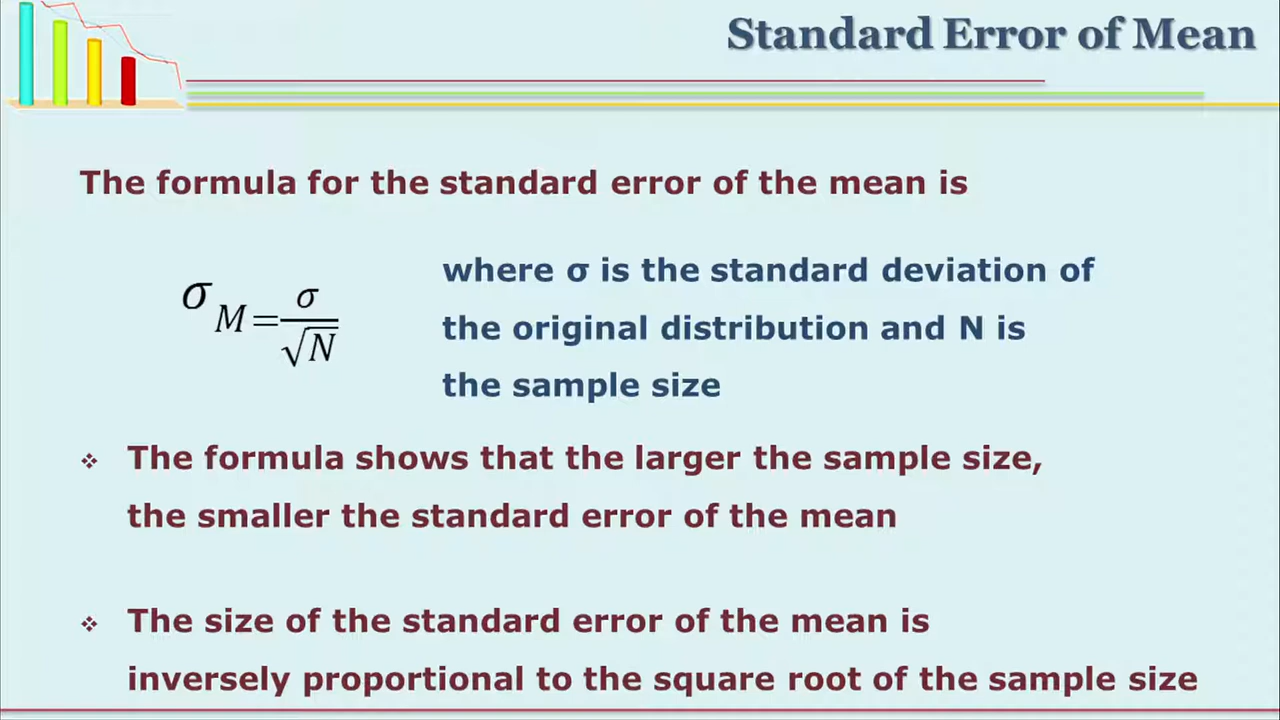 Standard Error of Mean
The formula for the standard error of the mean is
σ_M = σ/√N
where σ is the standard deviation of
the original distribution and N is
the sample size
❖ The formula shows that the larger the sample size,
the smaller the standard error of the mean
❖ The size of the standard error of the mean is
inversely proportional to the square root of the sample size